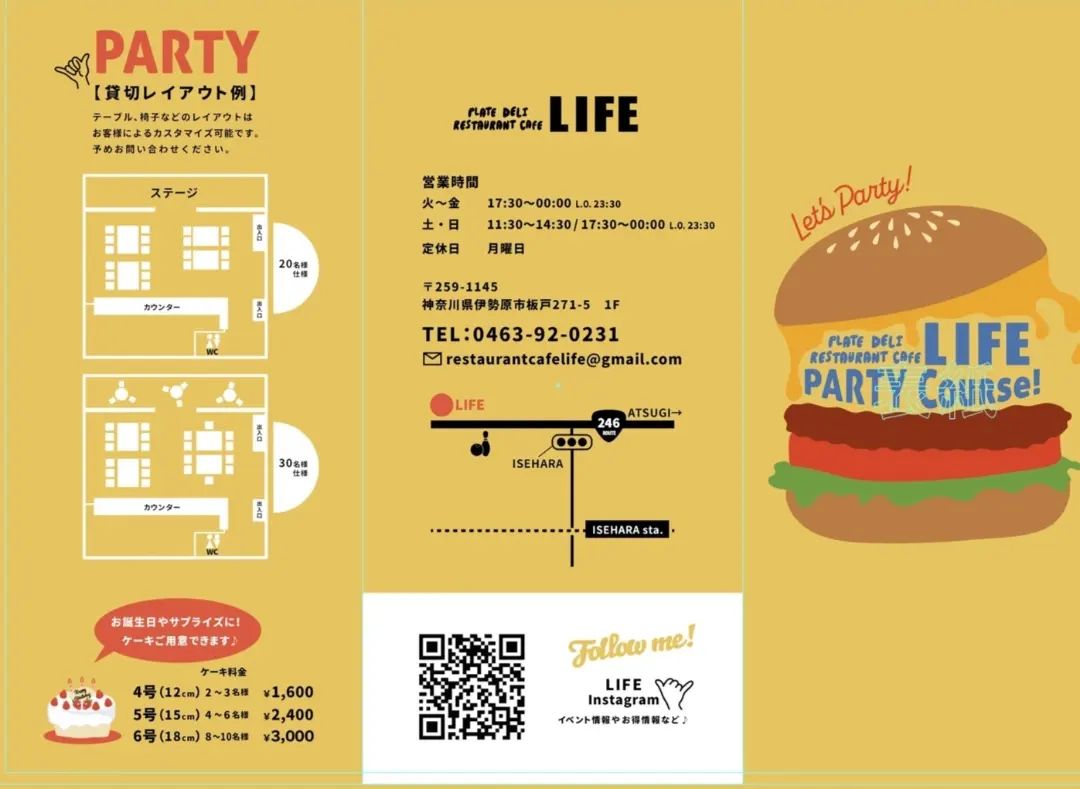 PARTY
【貸切レイアウト例】
テーブル、椅子などのレイアウトは
お客様によるカスタマイズ可能です。
予めお問い合わせください。
ステージ
出入口
20名様
仕様
カウンター
出入口
WC
出入口
30名様
仕様
カウンター
出入口
WC
お誕生日やサプライズに!
ケーキご用意できます♪
ケーキ料金
4号(12cm) 2~3名様 ¥1,600
5号(15cm) 4~6名様 ¥2,400
6号(18cm) 8~10名様 ¥3,000
PLATE DELI
RESTAURANT CAFE LIFE
営業時間
火~金 17:30~00:00 L.O.23:30
土・日 11:30~14:30/17:30~00:00 L.O.23:30
定休日 月曜日
〒259-1145
神奈川県伊勢原市板戸271-5 1F
TEL:0463-92-0231
restaurantcafelife@gmail.com
LIFE
246
ROUTE
ATSUGI→
ISEHARA
ISEHARA sta.
Follow me!
LIFE
Instagram
イベント情報やお得情報など♪
Let's Party!
PLATE DELI
RESTAURANT CAFE LIFE
PARTY Course!
表紙